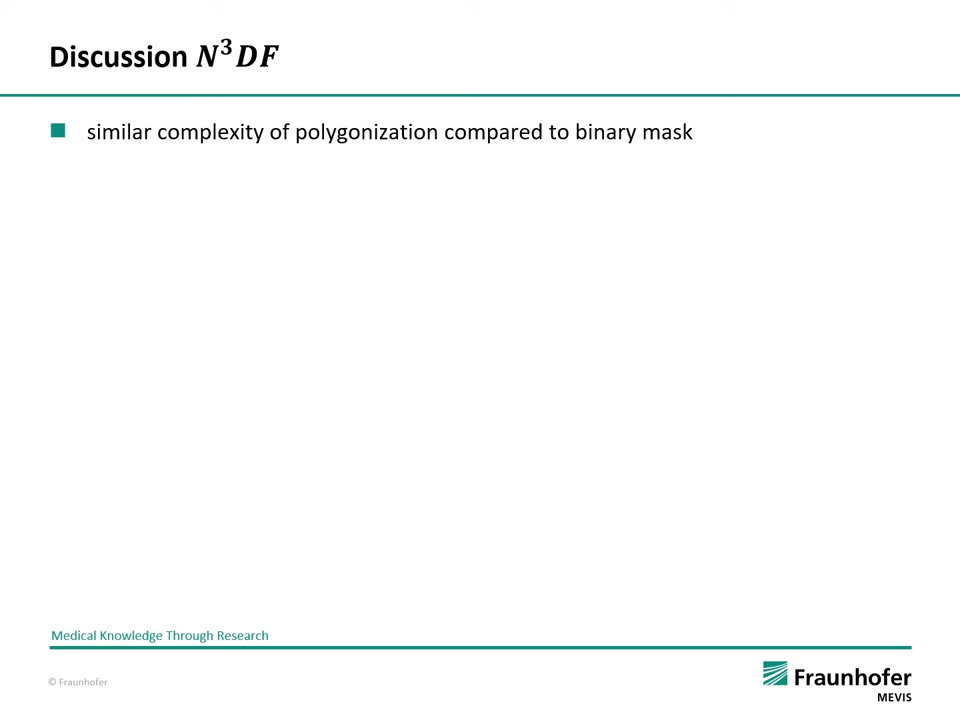 Discussion N³DF
similar complexity of polygonization compared to binary mask
Medical Knowledge Through Research
© Fraunhofer
Fraunhofer
MEVIS